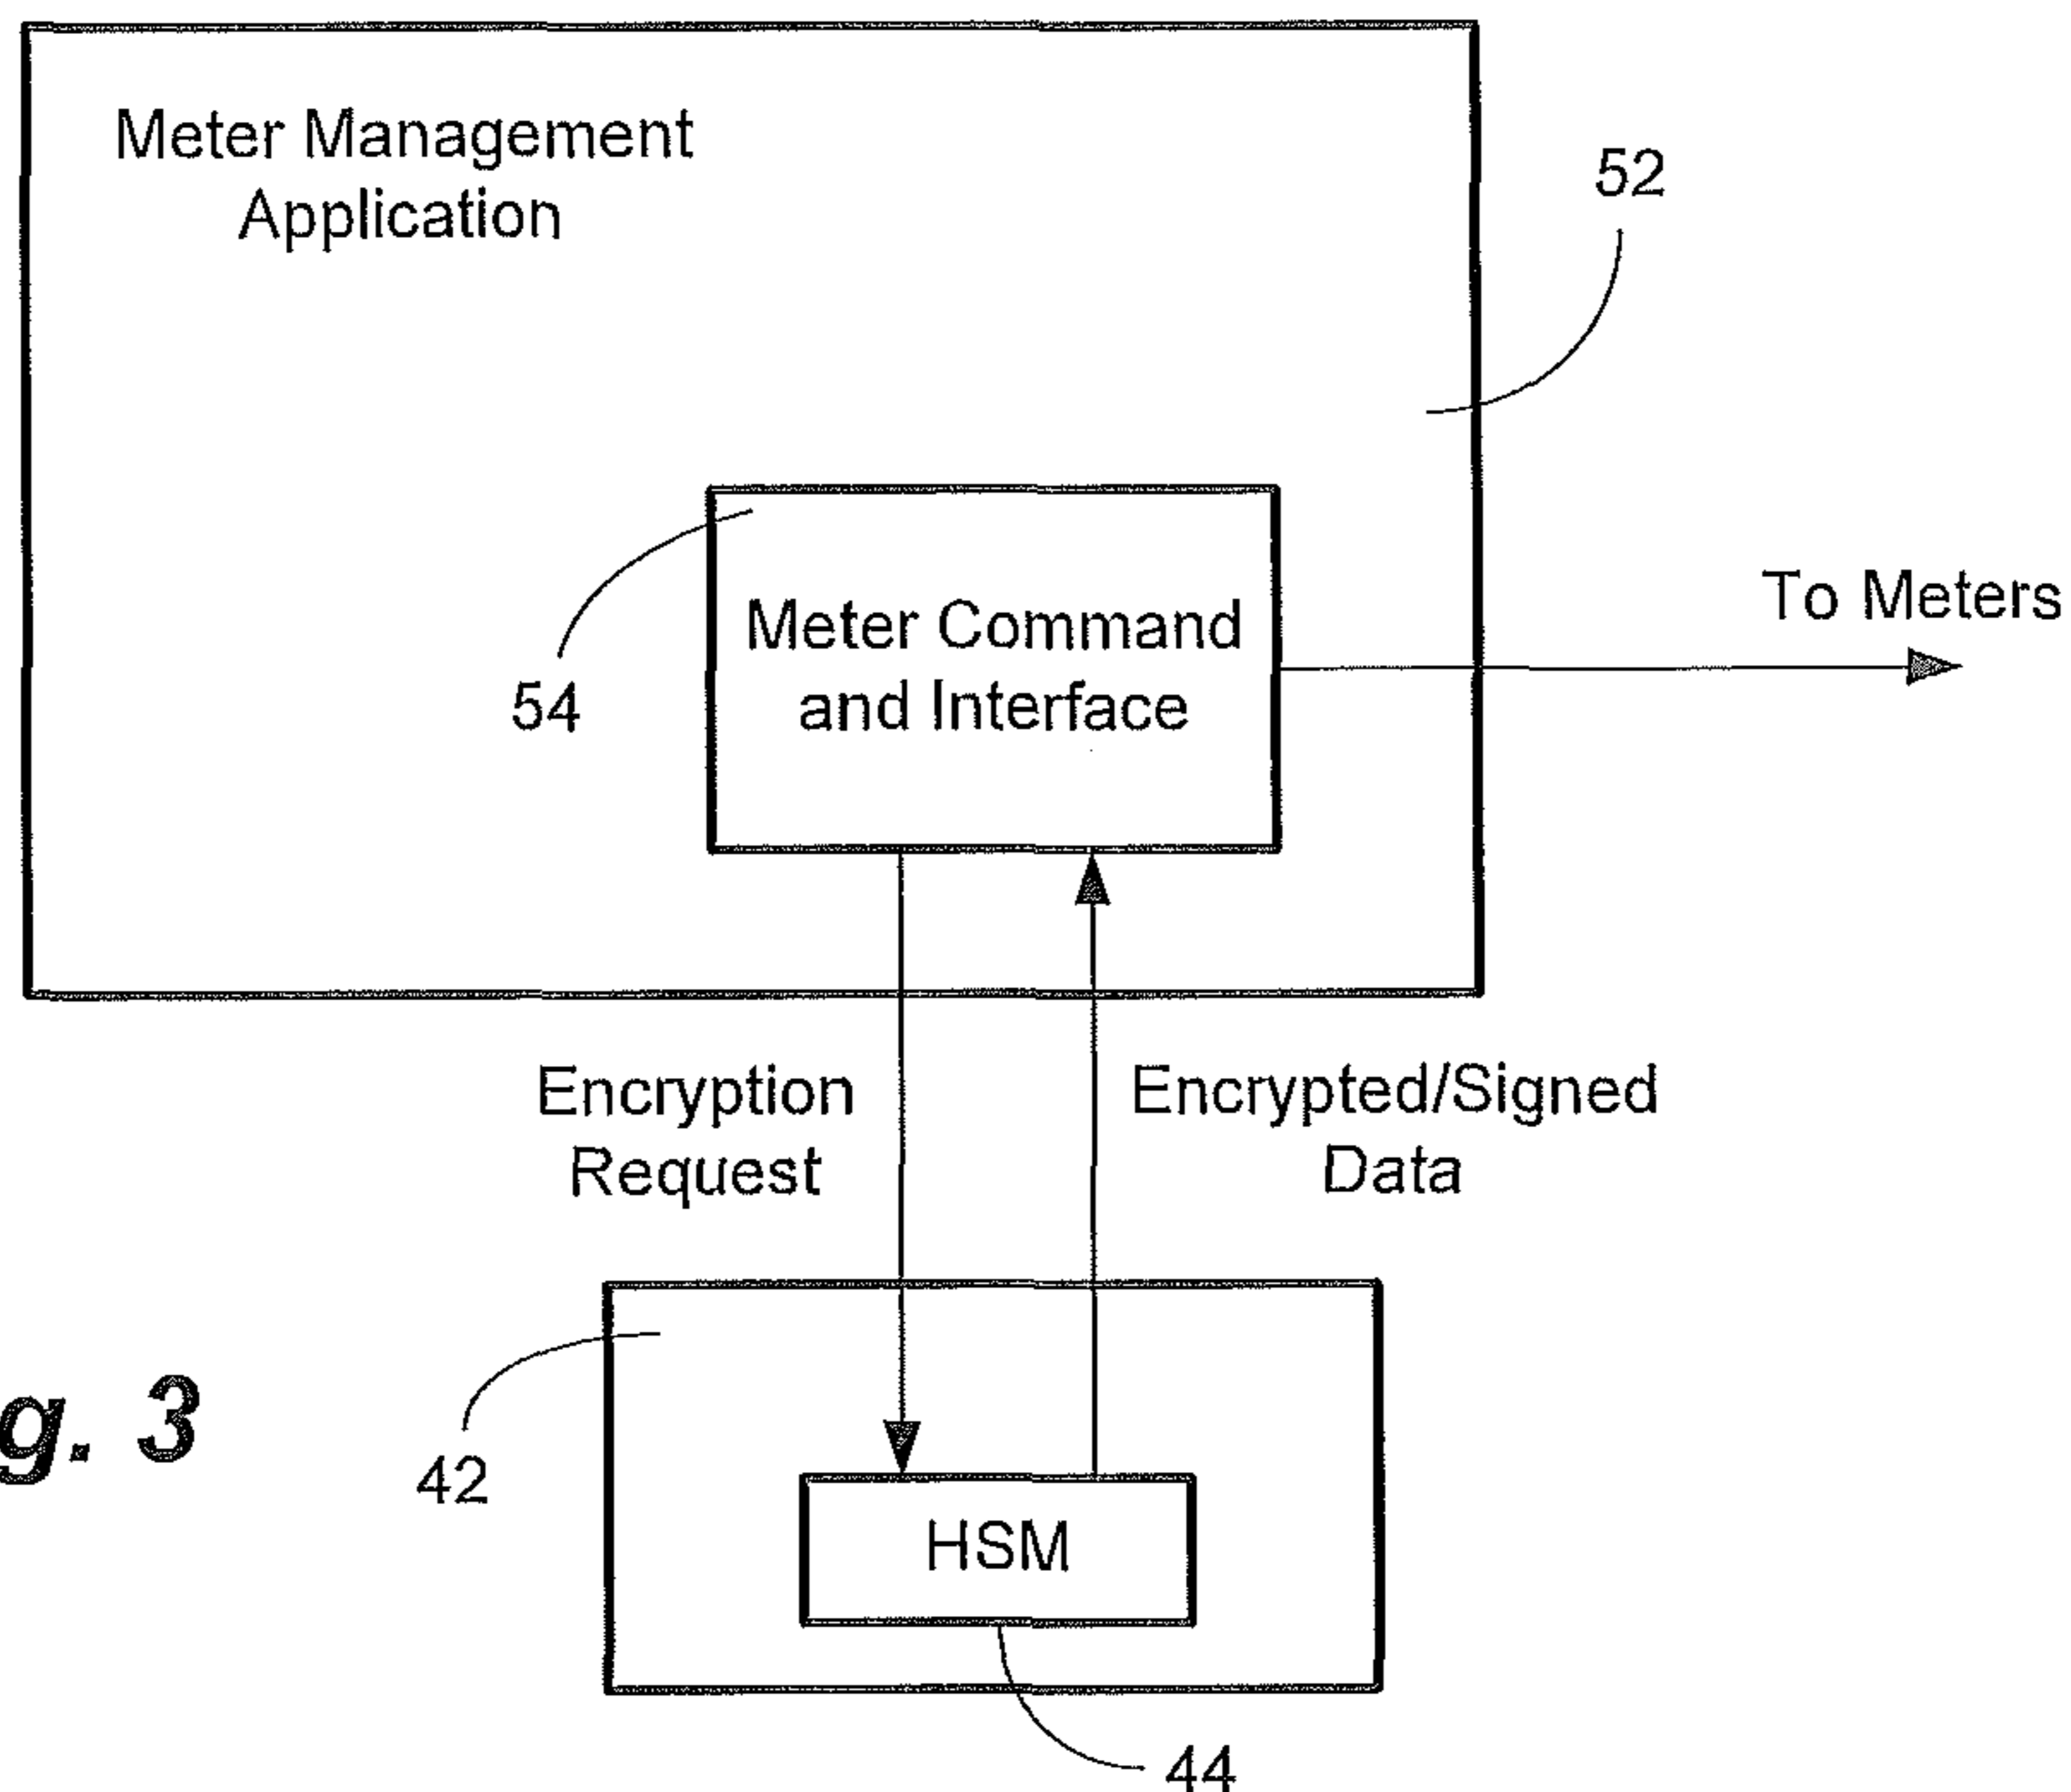 Meter Management
Application
52
54
Meter Command
and Interface
To Meters
Encryption
Request
Encrypted/Signed
Data
g. 3
42
HSM
44